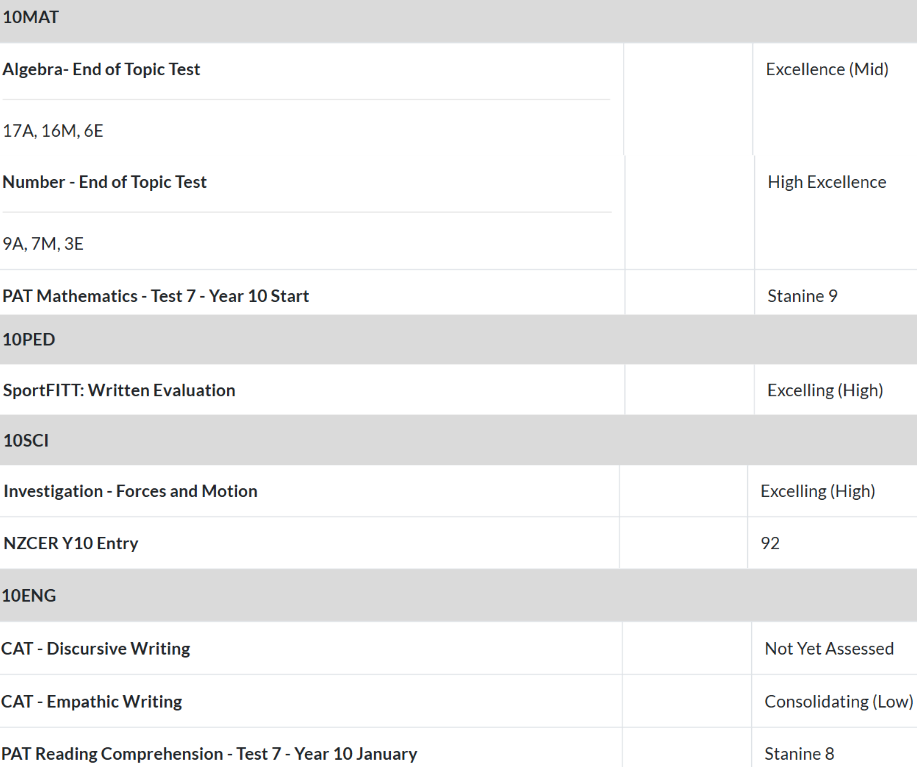 10MAT
Algebra- End of Topic Test
Excellence (Mid)
17A, 16M, 6E
Number - End of Topic Test
High Excellence
9A, 7M, 3E
PAT Mathematics - Test 7 - Year 10 Start
Stanine 9
10PED
SportFITT: Written Evaluation
Excelling (High)
10SCI
Investigation - Forces and Motion
Excelling (High)
NZCER Y10 Entry
92
10ENG
CAT - Discursive Writing
Not Yet Assessed
CAT - Empathic Writing
Consolidating (Low)
PAT Reading Comprehension - Test 7 - Year 10 January
Stanine 8